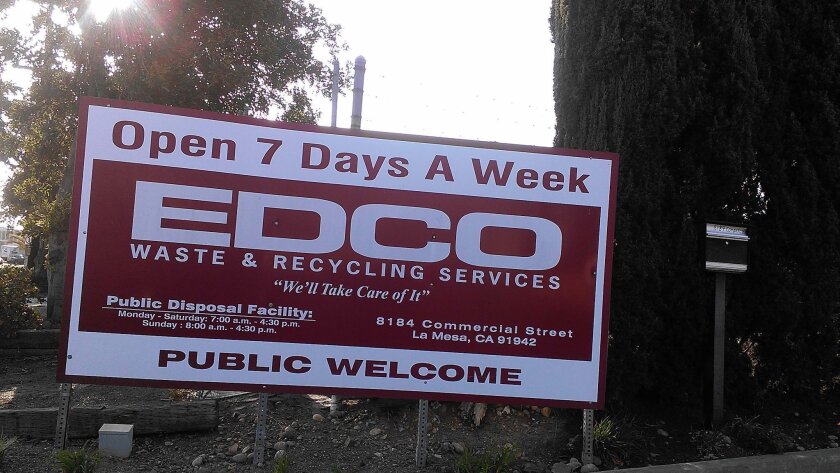 Open 7 Days A Week
EDCO
WASTE & RECYCLING SERVICES
"We'll Take Care of It"
Public Disposal Facility:
Monday - Saturday: 7:00 a.m. - 4:30 p.m.
Sunday : 8:00 a.m. - 4:30 p.m.
8184 Commercial Street
La Mesa, CA 91942
PUBLIC WELCOME